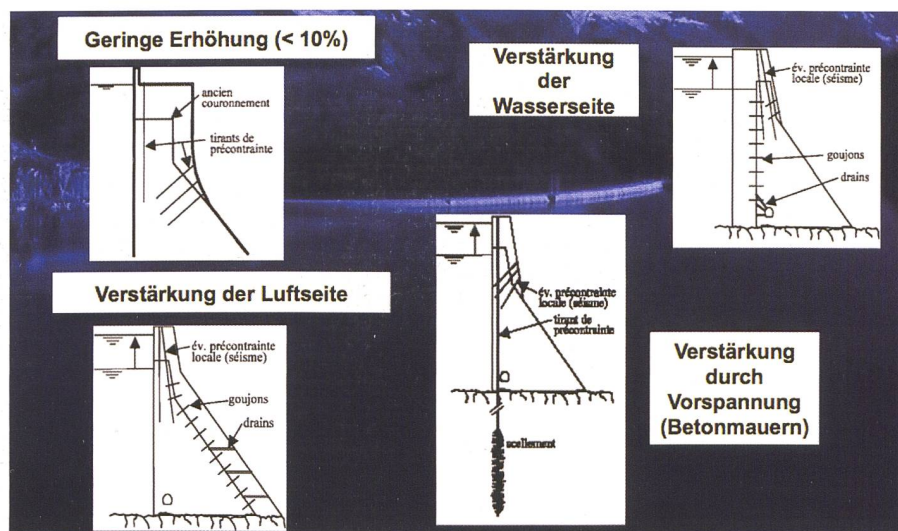 Geringe Erhöhung (< 10%)
ancien
couronnement
tirants de
précontrainte
Verstärkung
der
Wasserseite
év. précontrainte
locale (séisme)
goujons
drains
Verstärkung der Luftseite
év. précontrainte
locale (séisme)
goujons
drains
év. précontrainte
locale (séisme)
tirant de
précontrainte
scellement
Verstärkung
durch
Vorspannung
(Betonmauern)